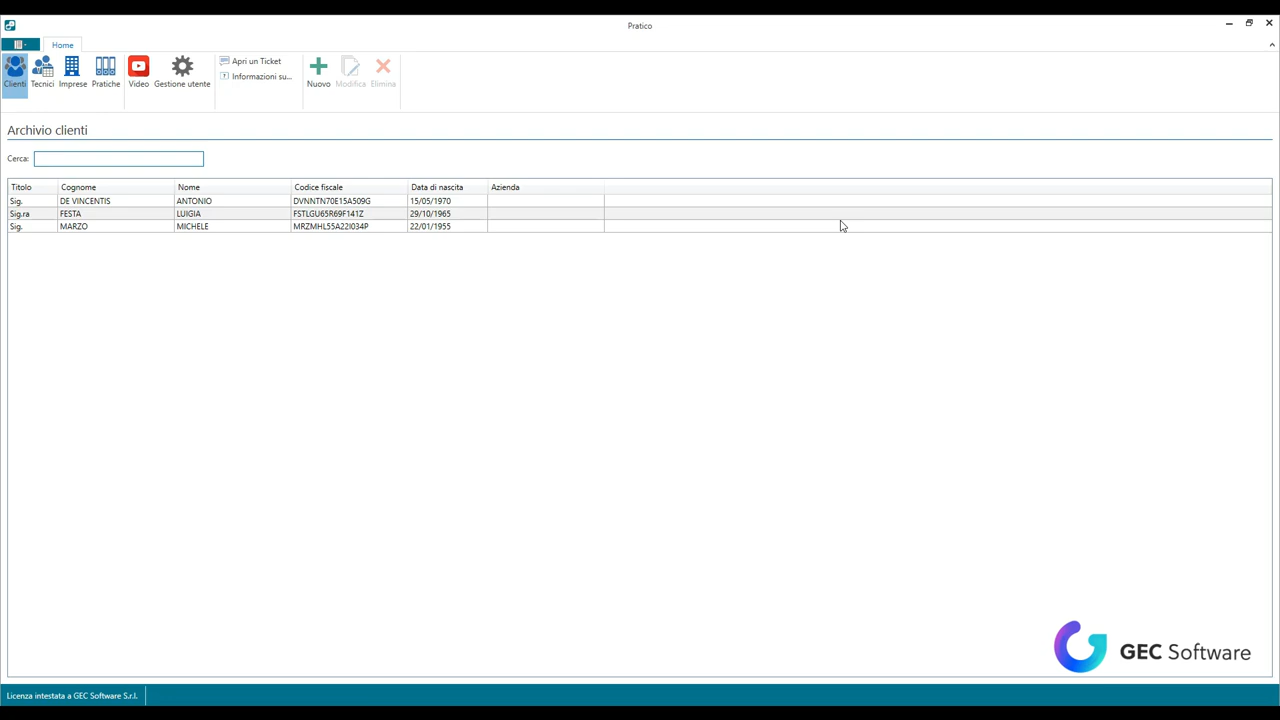 Pratico
Home
Clienti Tecnici Imprese Pratiche Video Gestione utente
Apri un Ticket
Informazioni su...
Nuovo Modifica Elimina
Archivio clienti
Cerca:
Titolo Cognome Nome Codice fiscale Data di nascita Azienda
Sig. DE VINCENTIS ANTONIO DVNNTN70E15A509G 15/05/1970
Sig.ra FESTA LUIGIA FSTLGU65R69F141Z 29/10/1965
Sig. MARZO MICHELE MRZMHL55A22I034P 22/01/1955
GEC Software
Licenza intestata a GEC Software S.r.l.